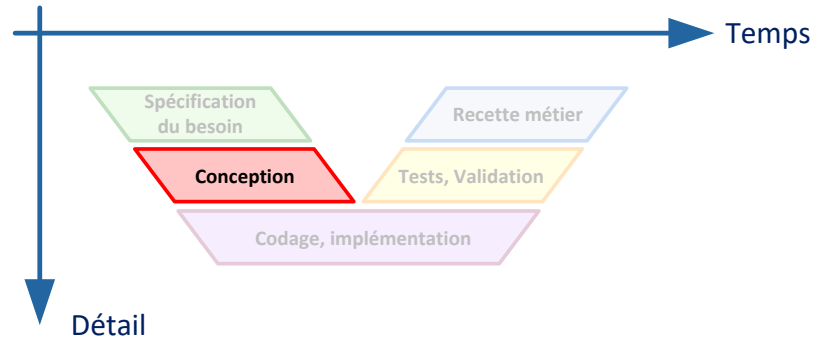 Temps
Spécification
du besoin
Recette métier
Conception
Tests, Validation
Codage, implémentation
Détail